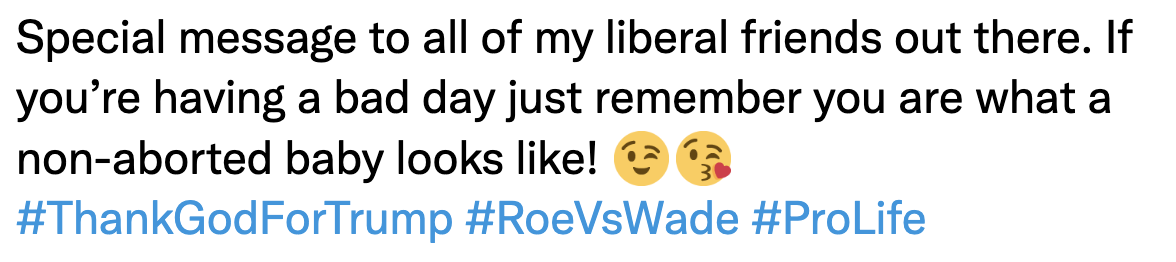 Special message to all of my liberal friends out there. If
you’re having a bad day just remember you are what a
non-aborted baby looks like! 😉😘
#ThankGodForTrump #RoeVsWade #ProLife